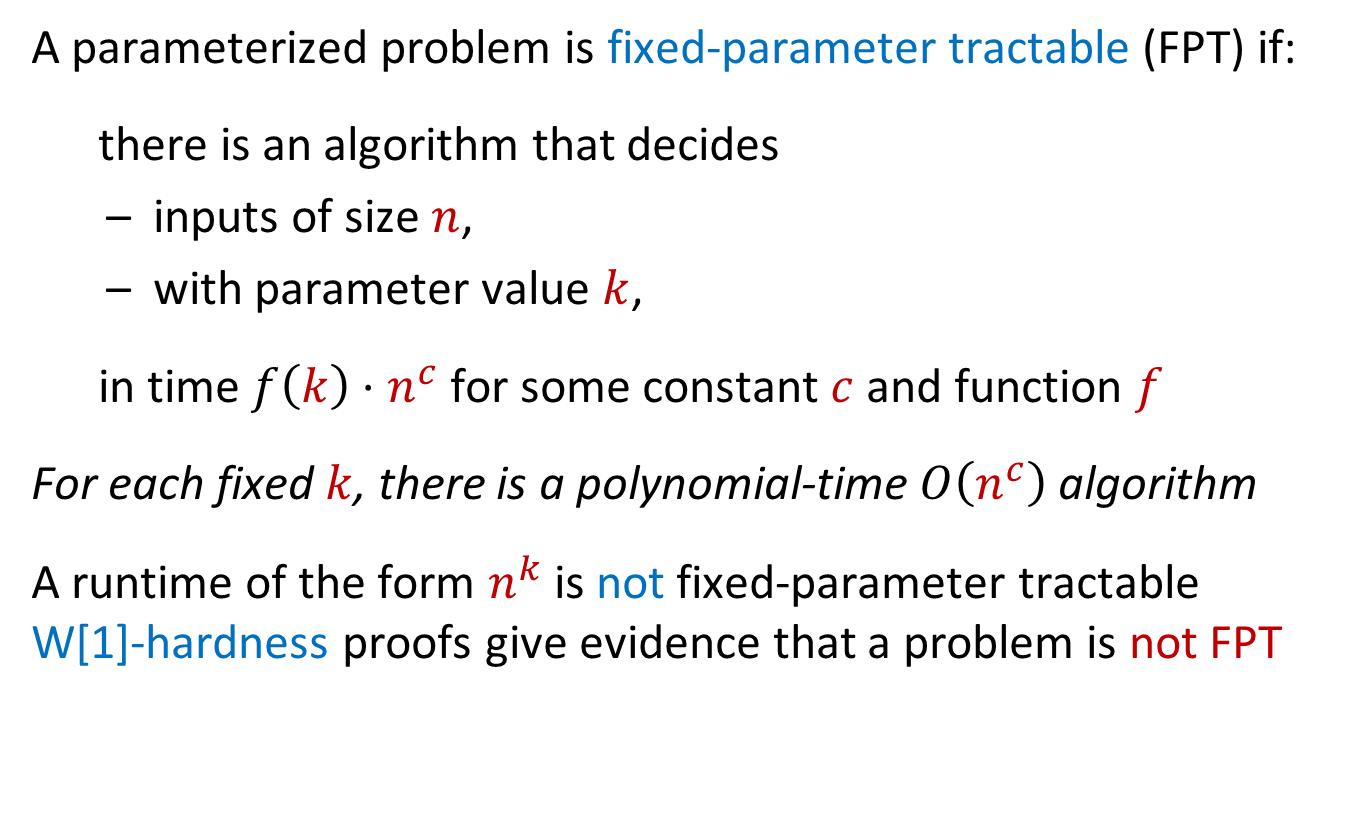 A parameterized problem is fixed-parameter tractable (FPT) if:
there is an algorithm that decides
– inputs of size n,
– with parameter value k,
in time f(k) · n^c for some constant c and function f
For each fixed k, there is a polynomial-time O(n^c) algorithm
A runtime of the form n^k is not fixed-parameter tractable
W[1]-hardness proofs give evidence that a problem is not FPT